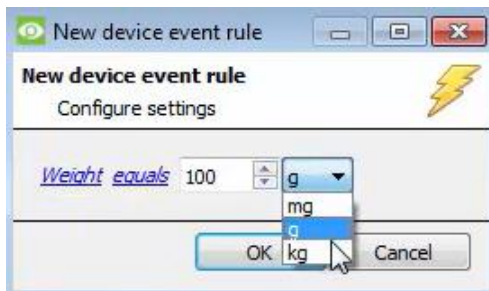 New device event rule
New device event rule
Configure settings
Weight equals 100 g
mg
g
OK kg Cancel